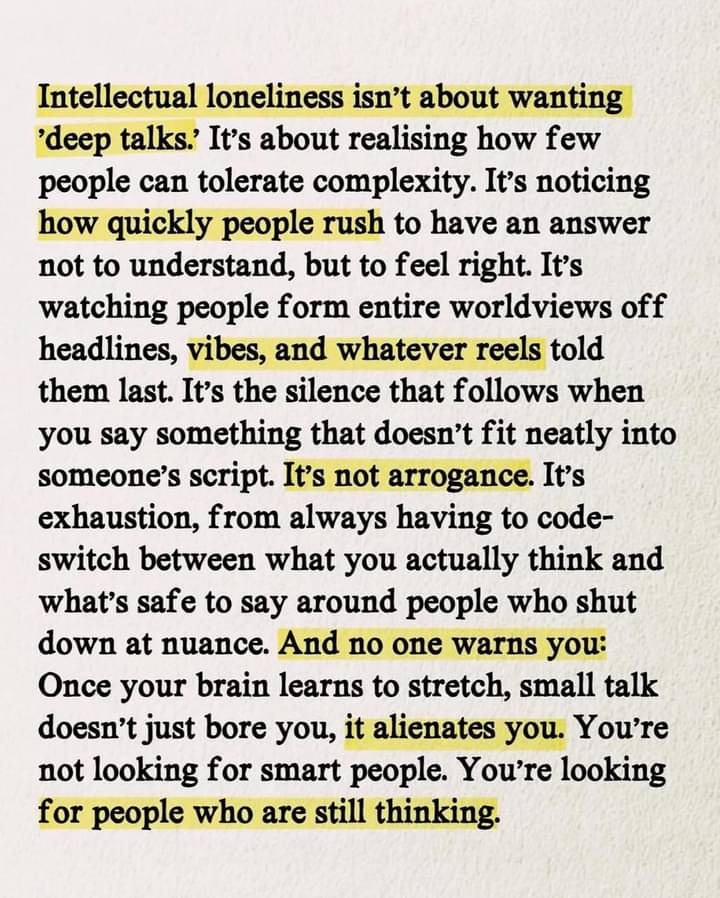 Intellectual loneliness isn’t about wanting
’deep talks.’ It’s about realising how few
people can tolerate complexity. It’s noticing
how quickly people rush to have an answer
not to understand, but to feel right. It’s
watching people form entire worldviews off
headlines, vibes, and whatever reels told
them last. It’s the silence that follows when
you say something that doesn’t fit neatly into
someone’s script. It’s not arrogance. It’s
exhaustion, from always having to code-
switch between what you actually think and
what’s safe to say around people who shut
down at nuance. And no one warns you:
Once your brain learns to stretch, small talk
doesn’t just bore you, it alienates you. You’re
not looking for smart people. You’re looking
for people who are still thinking.